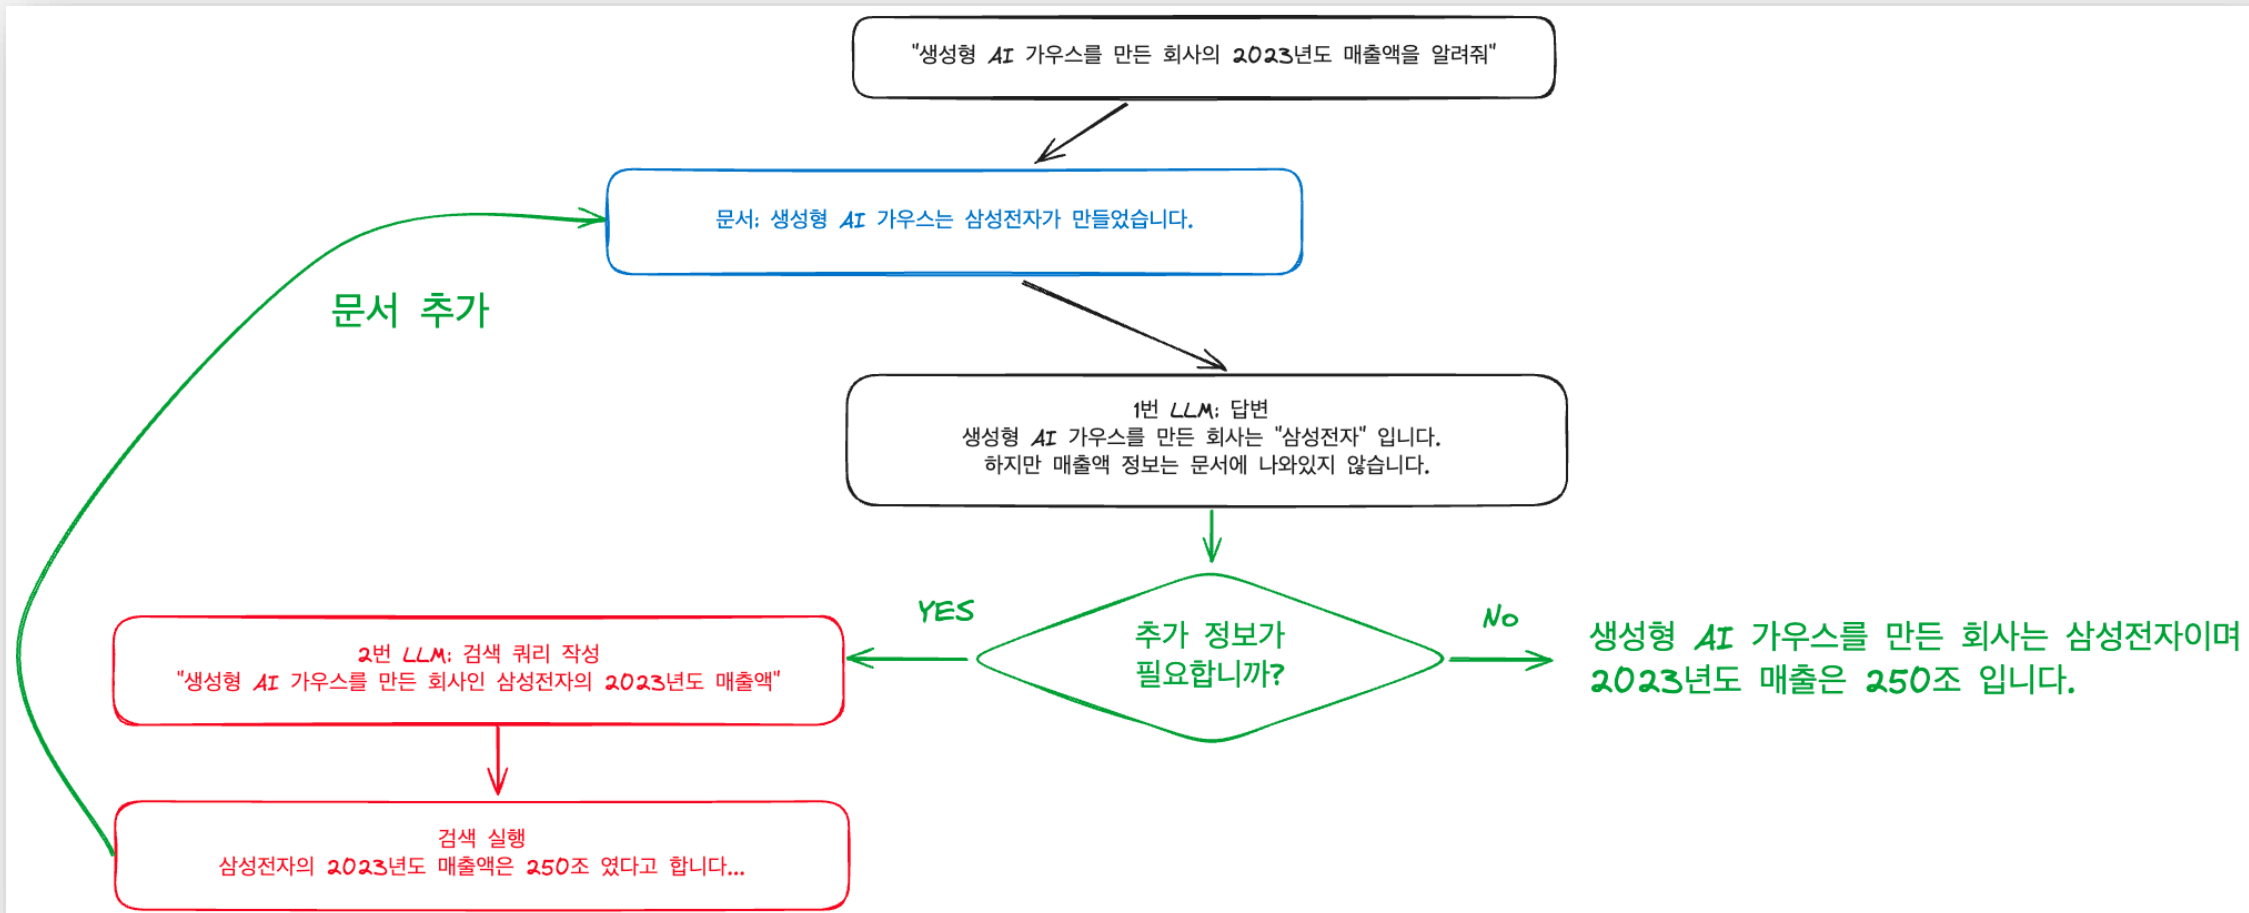 "생성형 AI 가우스를 만든 회사의 2023년도 매출액을 알려줘"
문서: 생성형 AI 가우스는 삼성전자가 만들었습니다.
문서 추가
1번 LLM: 답변
생성형 AI 가우스를 만든 회사는 "삼성전자" 입니다.
하지만 매출액 정보는 문서에 나와있지 않습니다.
추가 정보가
필요합니까?
YES
NO
2번 LLM: 검색 쿼리 작성
"생성형 AI 가우스를 만든 회사인 삼성전자의 2023년도 매출액"
생성형 AI 가우스를 만든 회사는 삼성전자이며
2023년도 매출은 250조 입니다.
검색 실행
삼성전자의 2023년도 매출액은 250조 였다고 합니다...